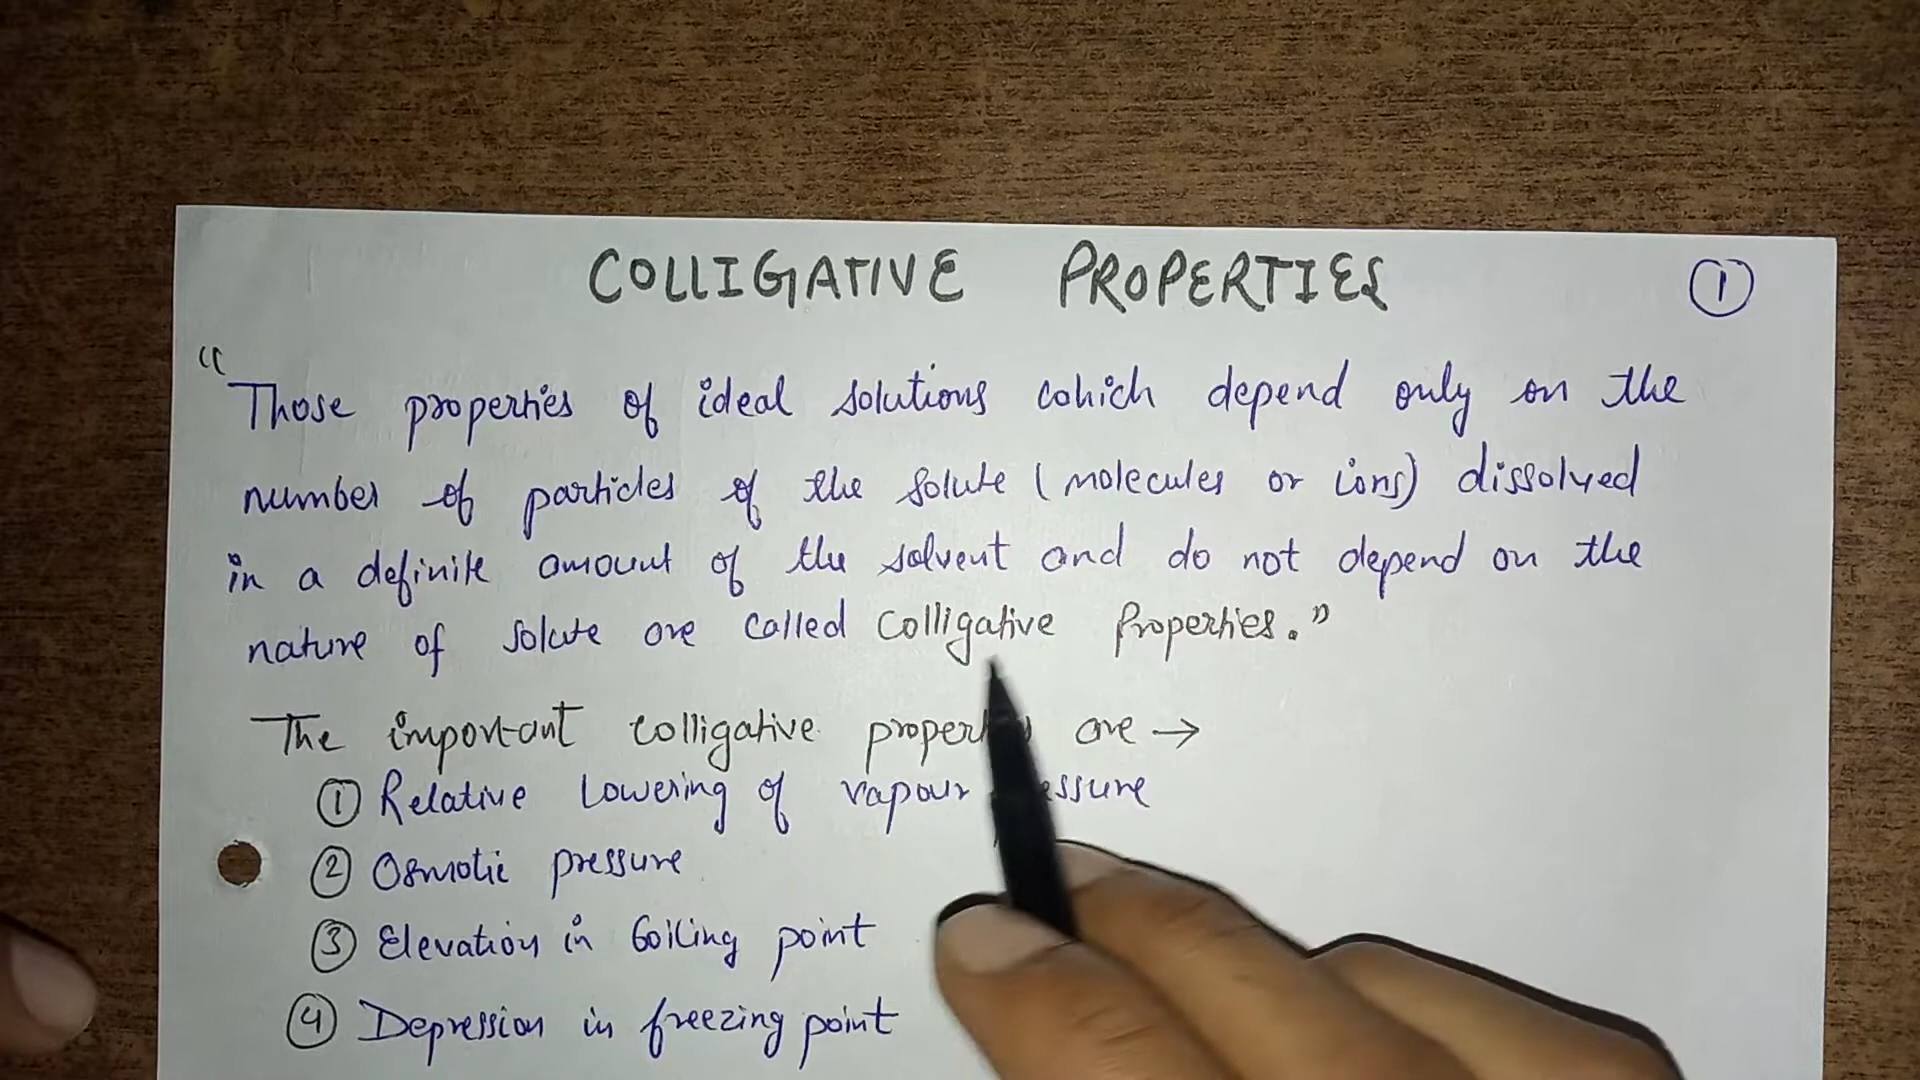 COLLIGATIVE PROPERTIES 1
"Those properties of ideal solutions which depend only on the
number of particles of the solute (molecules or ions) dissolved
in a definite amount of the solvent and do not depend on the
nature of solute are called Colligative Properties."
The important colligative are →
1 Relative Lowering of vapour
2 Osmotic pressure
3 Elevation in boiling point
4 Depression in freezing point